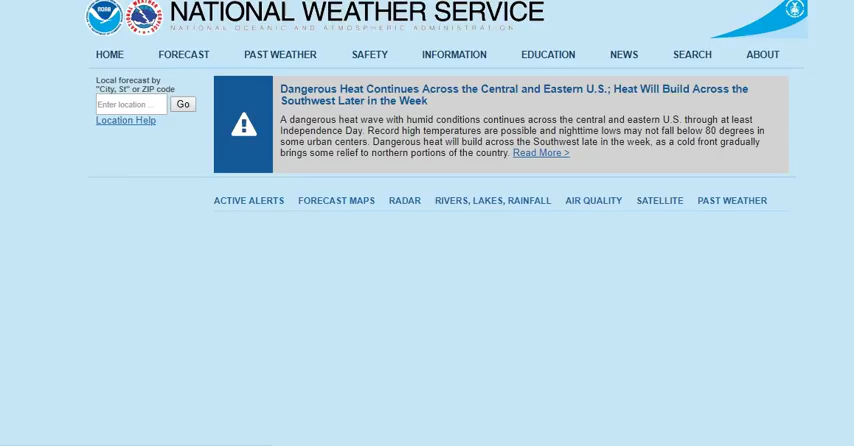 NOAA
NATIONAL WEATHER SERVICE
NATIONAL OCEANIC AND ATMOSPHERIC ADMINISTRATION
HOME FORECAST PAST WEATHER SAFETY INFORMATION EDUCATION NEWS SEARCH ABOUT
Local forecast by
"City, St" or ZIP code
Enter location ... Go
Location Help
Dangerous Heat Continues Across the Central and Eastern U.S.; Heat Will Build Across the
Southwest Later in the Week
A dangerous heat wave with humid conditions continues across the central and eastern U.S. through at least
Independence Day. Record high temperatures are possible and nighttime lows may not fall below 80 degrees in
some urban centers. Dangerous heat will build across the Southwest late in the week, as a cold front gradually
brings some relief to northern portions of the country. Read More >
ACTIVE ALERTS FORECAST MAPS RADAR RIVERS, LAKES, RAINFALL AIR QUALITY SATELLITE PAST WEATHER